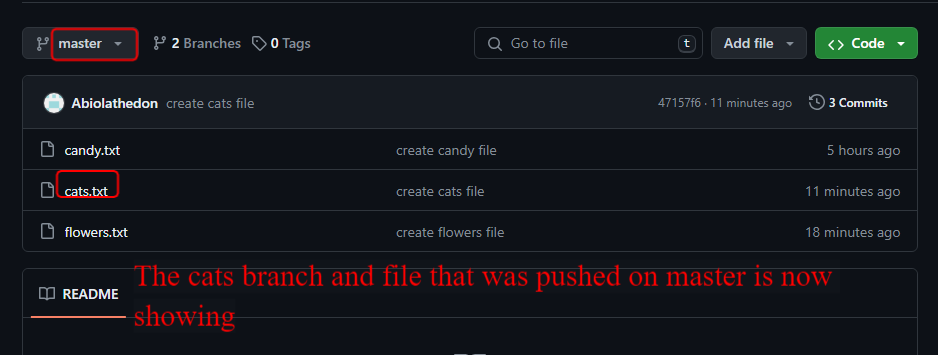 master 2 Branches 0 Tags Go to file t Add file Code
Abiolathedon create cats file 47157f6 · 11 minutes ago 3 Commits
candy.txt create candy file 5 hours ago
cats.txt create cats file 11 minutes ago
flowers.txt create flowers file 18 minutes ago
The cats branch and file that was pushed on master is now
README
showing